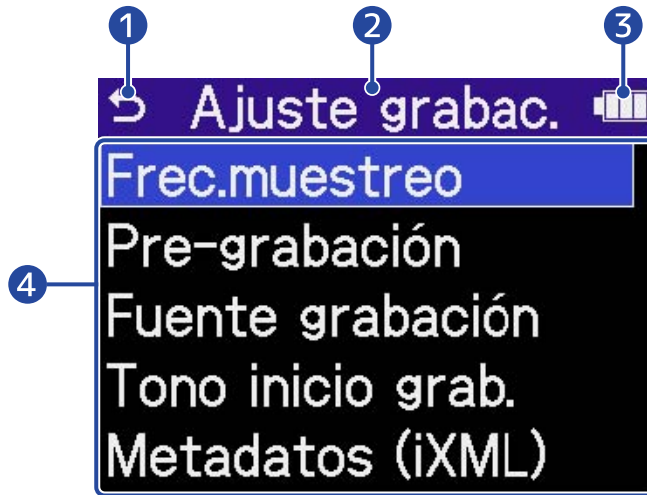 1 2 3
Ajuste grabac.
Frec.muestreo
Pre-grabación
4
Fuente grabación
Tono inicio grab.
Metadatos (iXML)